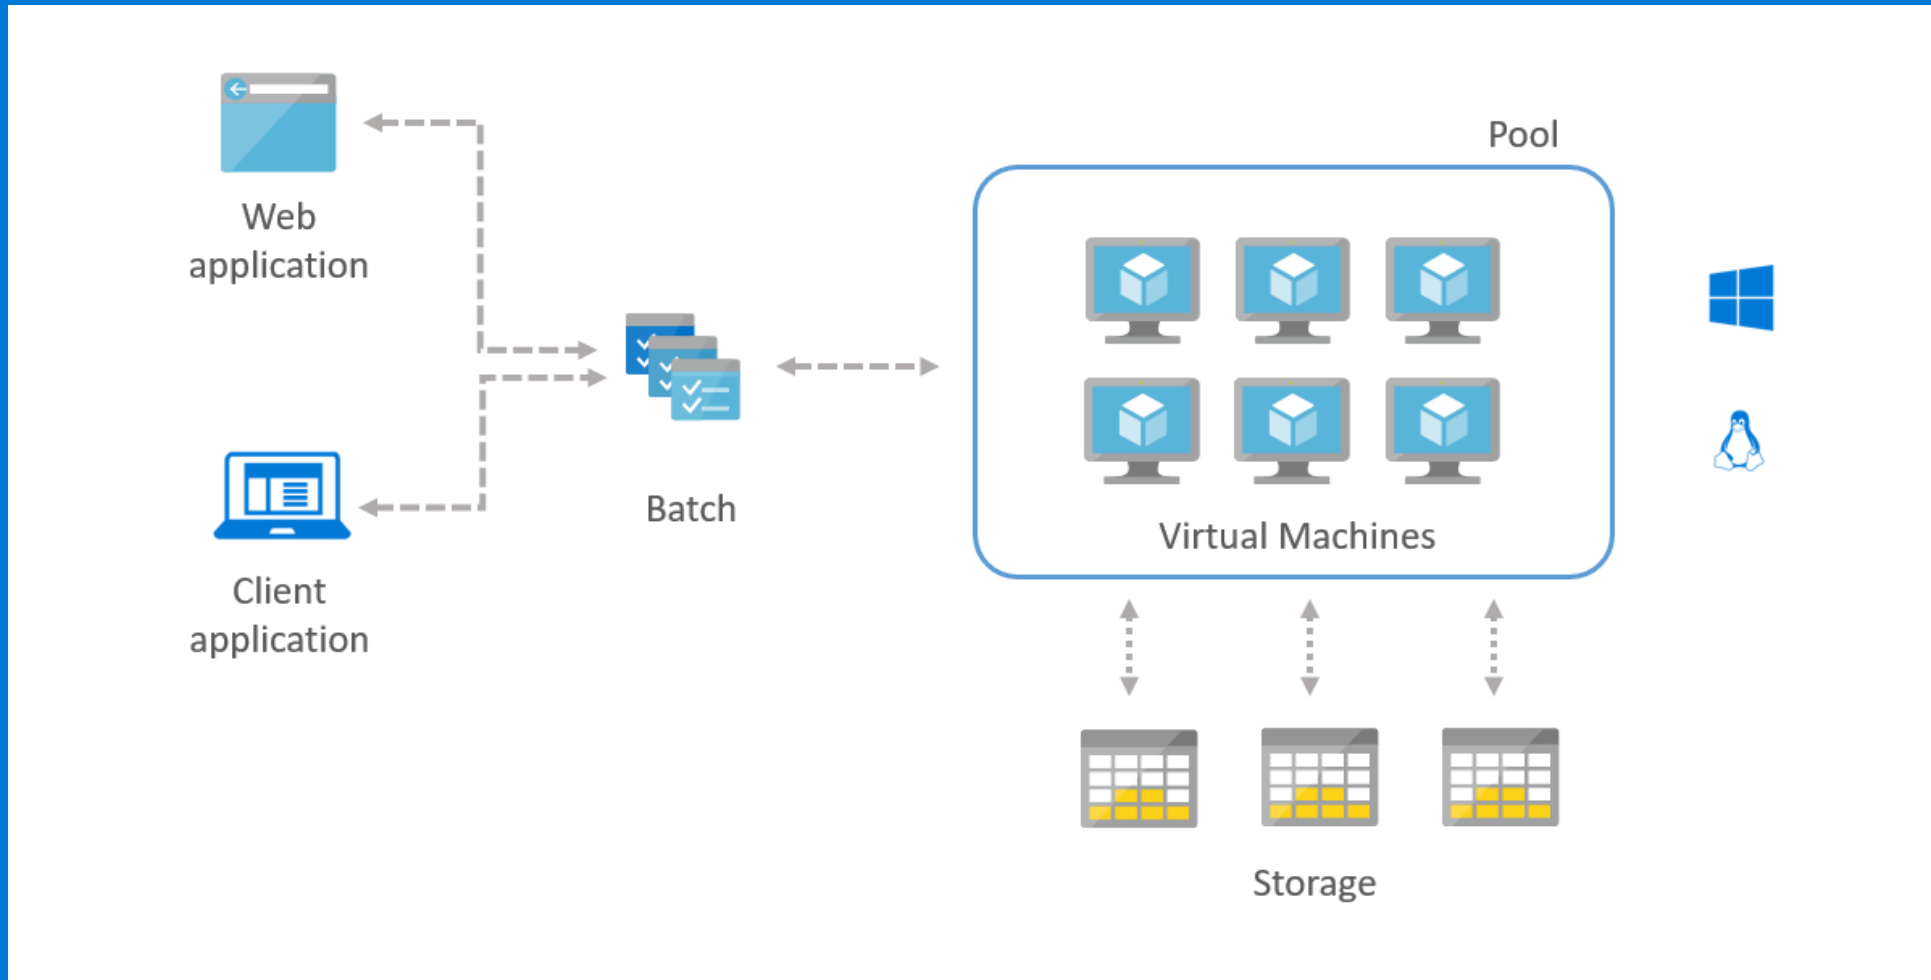 Web
application
Client
application
Batch
Pool
Virtual Machines
Storage